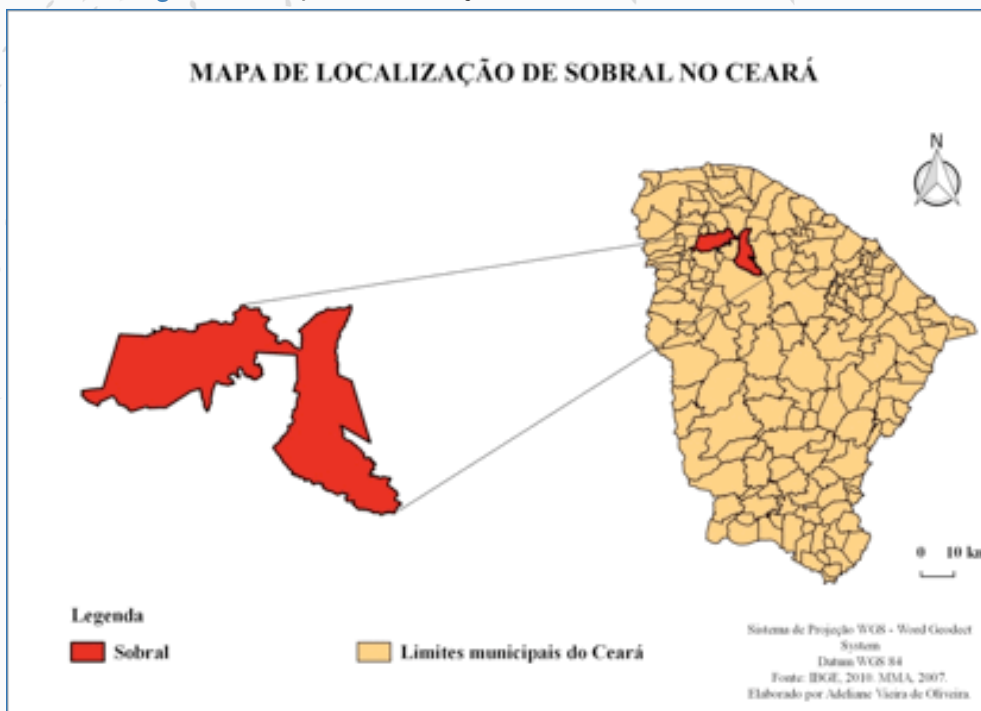 MAPA DE LOCALIZAÇÃO DE SOBRAL NO CEARÁ
N
0 10 km
Legenda
Sobral
Limites municipais do Ceará
Sistema de Projeção WGS - Word Geodect
System
Datum WGS 84
Fonte: IBGE, 2010. MMA, 2007.
Elaborado por Adeliane Vieira de Oliveira.